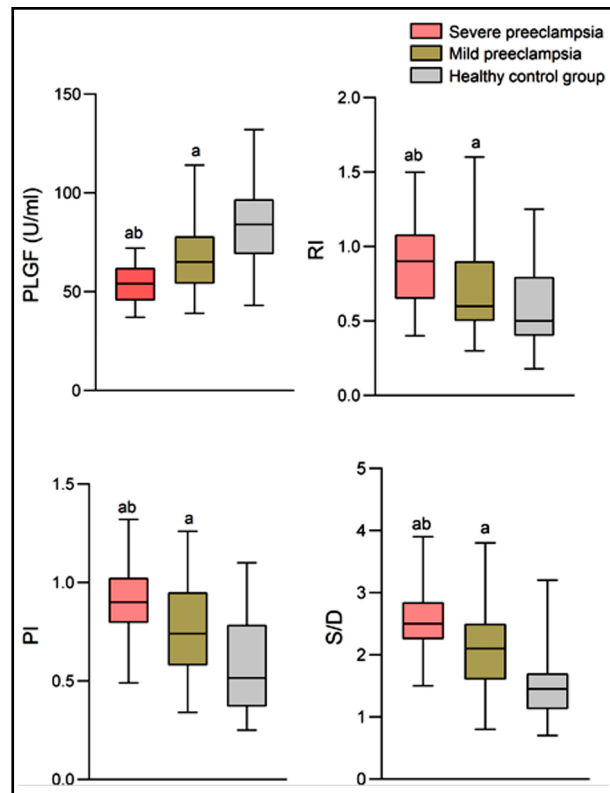 Severe preeclampsia
Mild preeclampsia
Healthy control group
PLGF (U/ml)
150
100
50
0
ab
a
RI
2.0
1.5
1.0
0.5
0.0
ab
a
PI
1.5
1.0
0.5
0.0
ab
a
S/D
5
4
3
2
1
0
ab
a